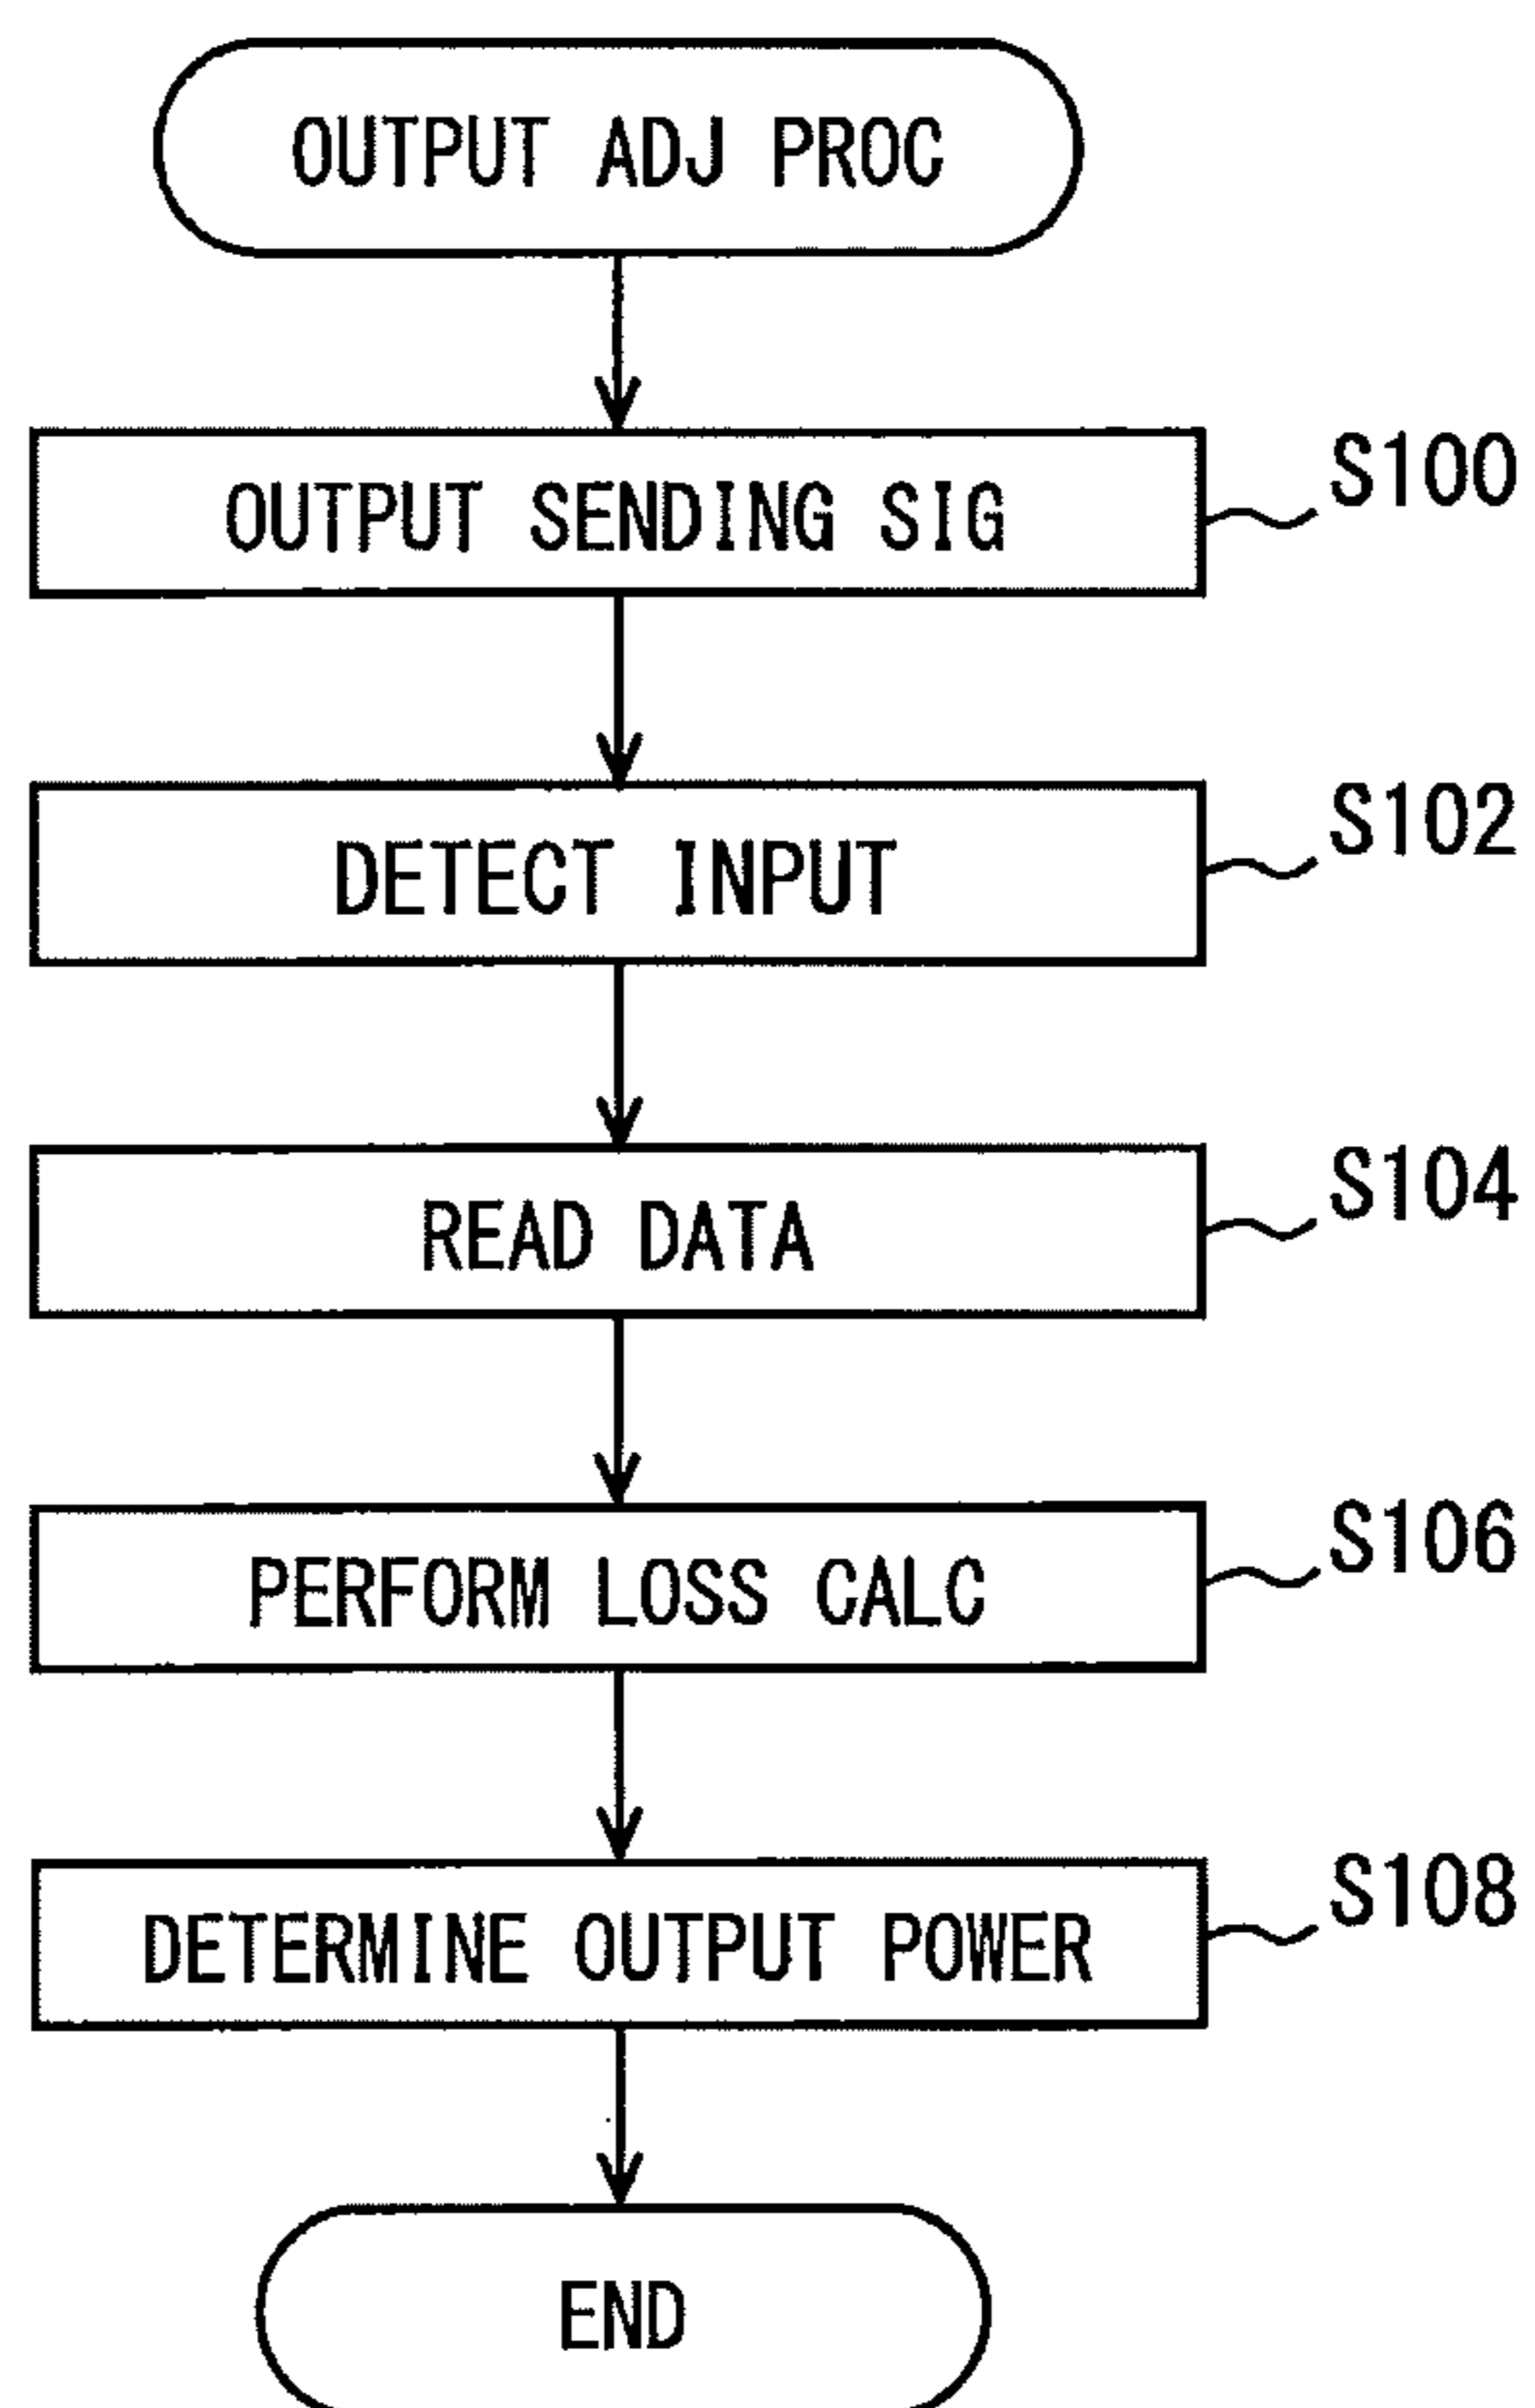 OUTPUT ADJ PROC
OUTPUT SENDING SIG
S100
DETECT INPUT
S102
READ DATA
S104
PERFORM LOSS CALC
S106
DETERMINE OUTPUT POWER
S108
END